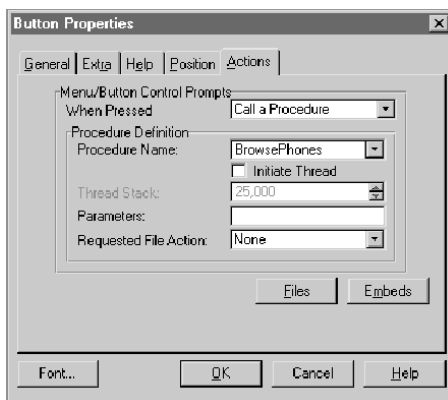 Button Properties
General Extra Help Position Actions
Menu/Button Control Prompts
When Pressed Call a Procedure
Procedure Definition
Procedure Name: BrowsePhones
Initiate Thread
Thread Stack: 25,000
Parameters:
Requested File Action: None
Files Embeds
Font... OK Cancel Help